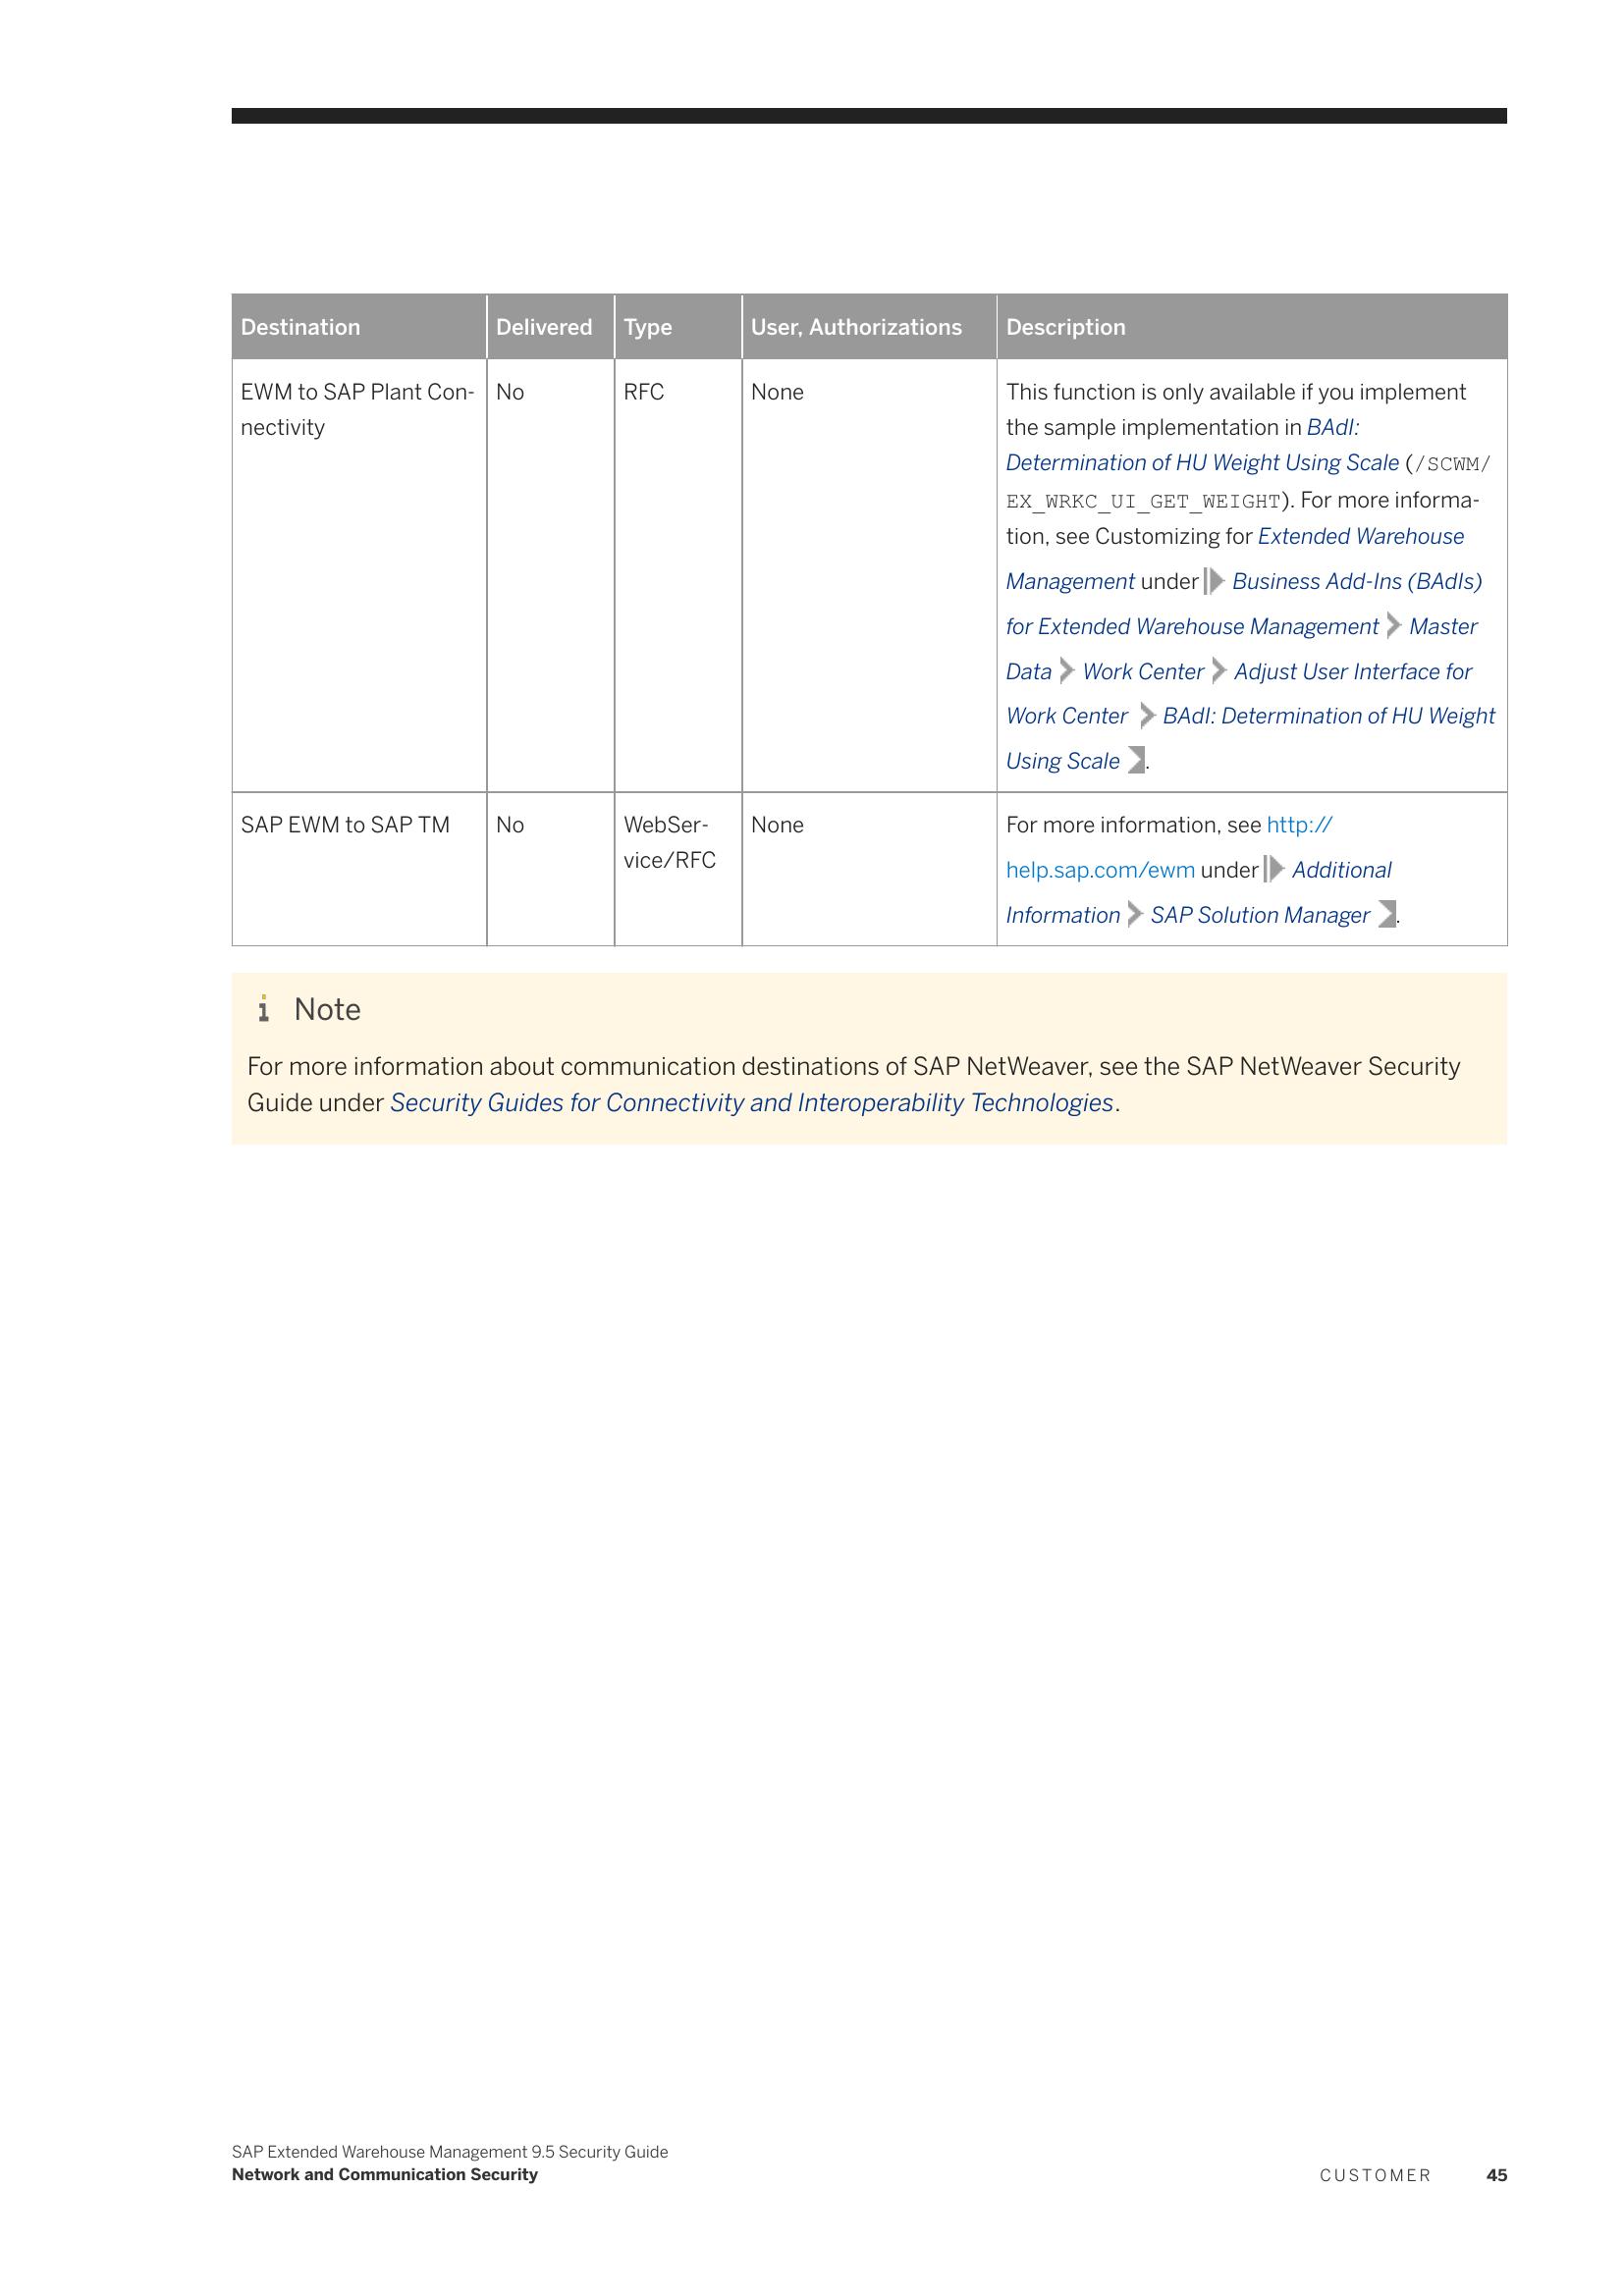 Destination Delivered Type User, Authorizations Description
EWM to SAP Plant Con- No RFC None This function is only available if you implement
nectivity the sample implementation in BAdI:
Determination of HU Weight Using Scale (/SCWM/
EX_WRKC_UI_GET_WEIGHT). For more informa-
tion, see Customizing for Extended Warehouse
Management under Business Add-Ins (BAdIs)
for Extended Warehouse Management Master
Data Work Center Adjust User Interface for
Work Center BAdI: Determination of HU Weight
Using Scale .
SAP EWM to SAP TM No WebSer- None For more information, see http://
vice/RFC help.sap.com/ewm under Additional
Information SAP Solution Manager .
i Note
For more information about communication destinations of SAP NetWeaver, see the SAP NetWeaver Security
Guide under Security Guides for Connectivity and Interoperability Technologies.
SAP Extended Warehouse Management 9.5 Security Guide
Network and Communication Security CUSTOMER 45